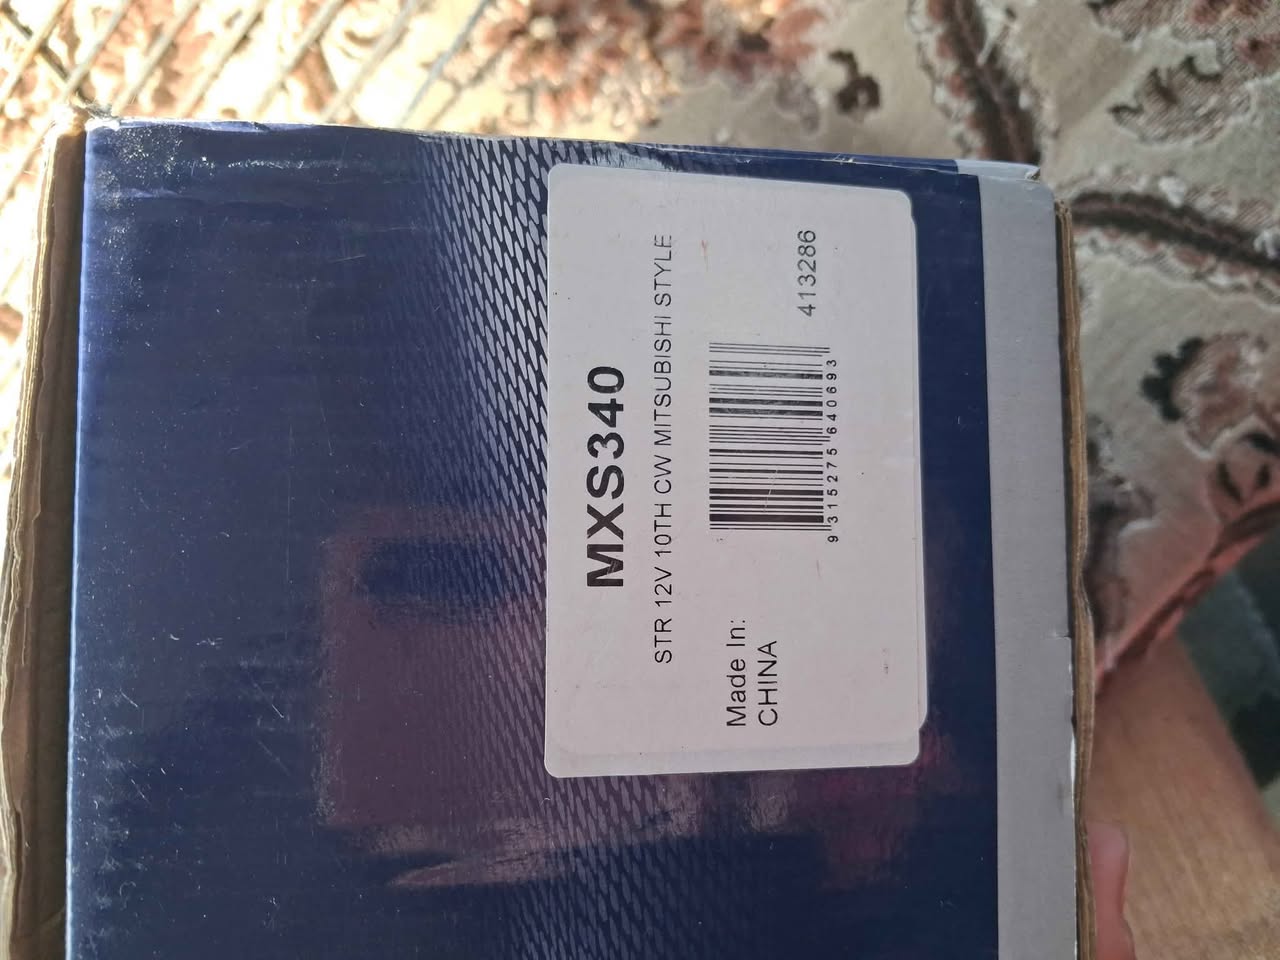 MXS340
STR 12V 10TH CW MITSUBISHI STYLE
Made In:
CHINA
9 315275 640693
413286